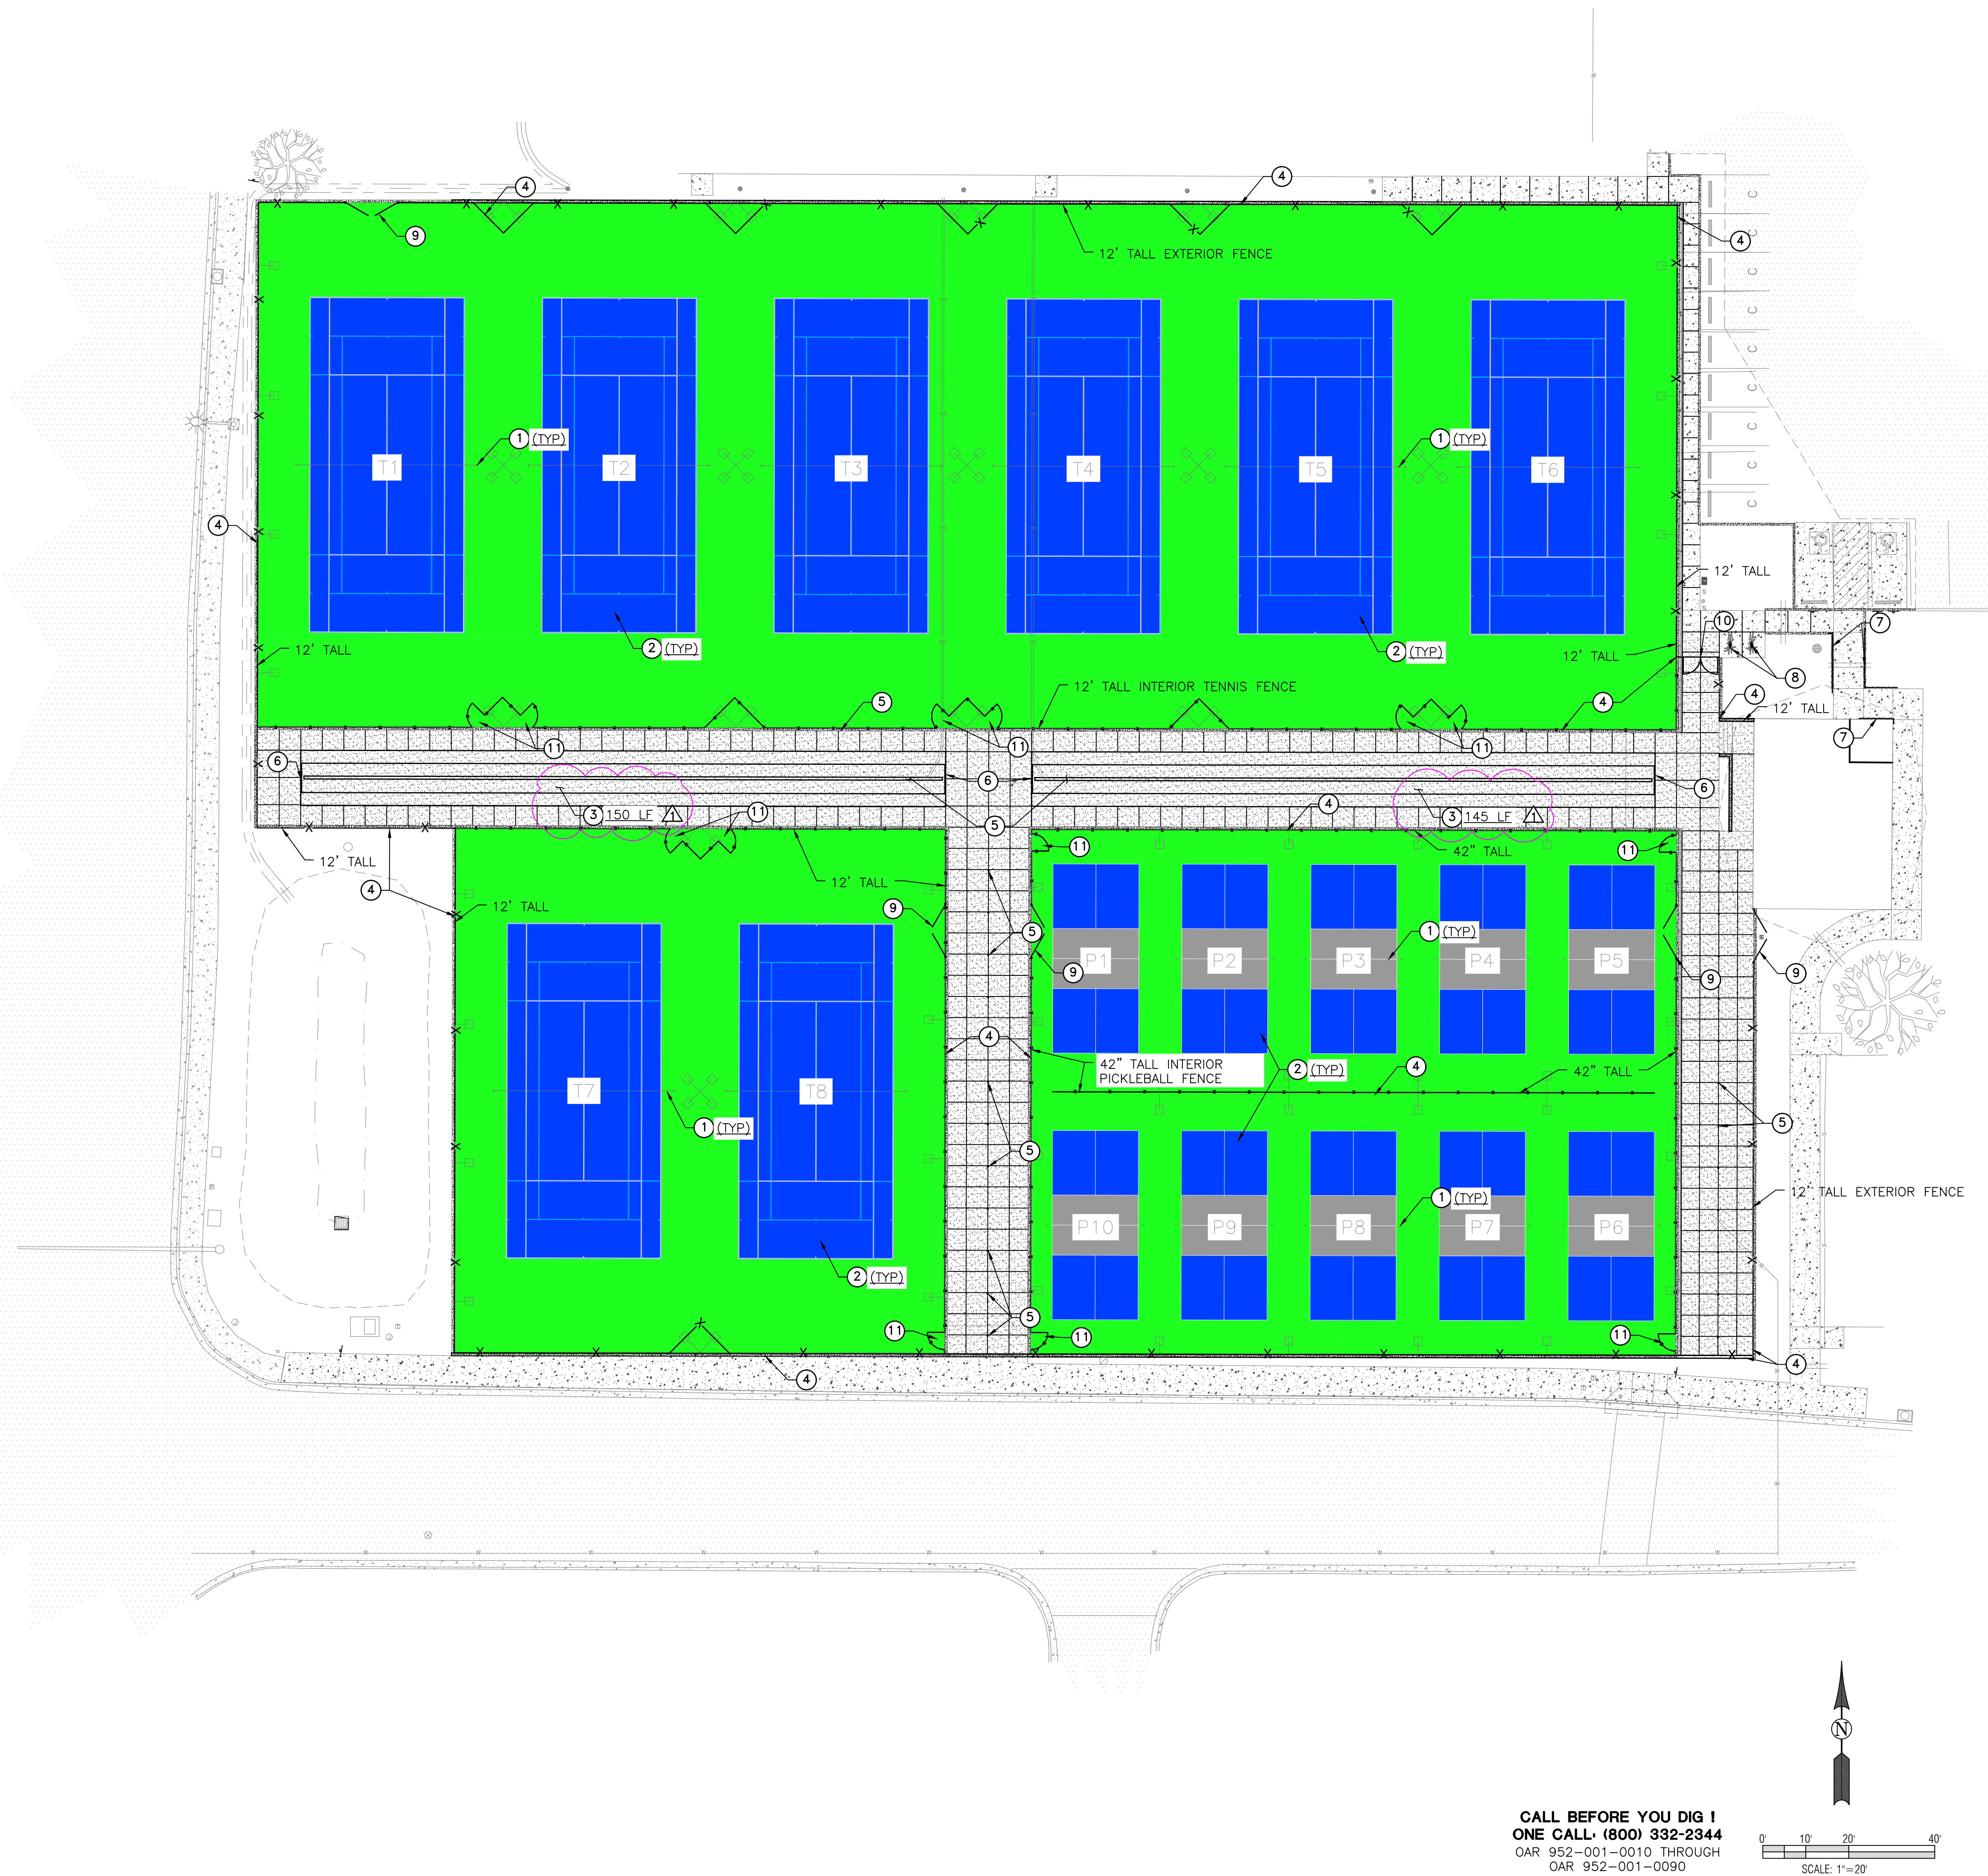 4
4
9
4
12' TALL EXTERIOR FENCE
1 (TYP)
1 (TYP)
T1
T2
T3
T4
T5
T6
4
12' TALL
10
7
2 (TYP)
2 (TYP)
12' TALL
12' TALL
8
12' TALL INTERIOR TENNIS FENCE
5
4
4
12' TALL
7
11
11
11
6
6
6
3 150 LF 1
11
5
4
3 145 LF 1
12' TALL
11
42" TALL
11
4
12' TALL
12' TALL
9
5
1 (TYP)
P1
P2
P3
P4
P5
9
9
9
4
42" TALL INTERIOR
PICKLEBALL FENCE
2 (TYP)
4
42" TALL
T7
T8
1 (TYP)
5
5
12' TALL EXTERIOR FENCE
1 (TYP)
P10
P9
P8
P7
P6
2 (TYP)
5
11
11
11
4
4
W
W
W
W
W
W
W
W
W
W
W
W
W
W
N
CALL BEFORE YOU DIG !
ONE CALL: (800) 332-2344
OAR 952-001-0010 THROUGH
OAR 952-001-0090
0' 10' 20' 40'
SCALE: 1"=20'